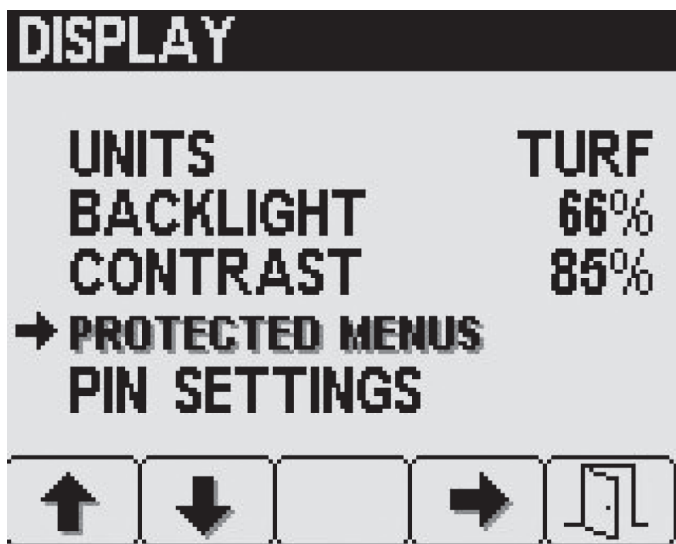 DISPLAY
UNITS TURF
BACKLIGHT 66%
CONTRAST 85%
PROTECTED MENUS
PIN SETTINGS